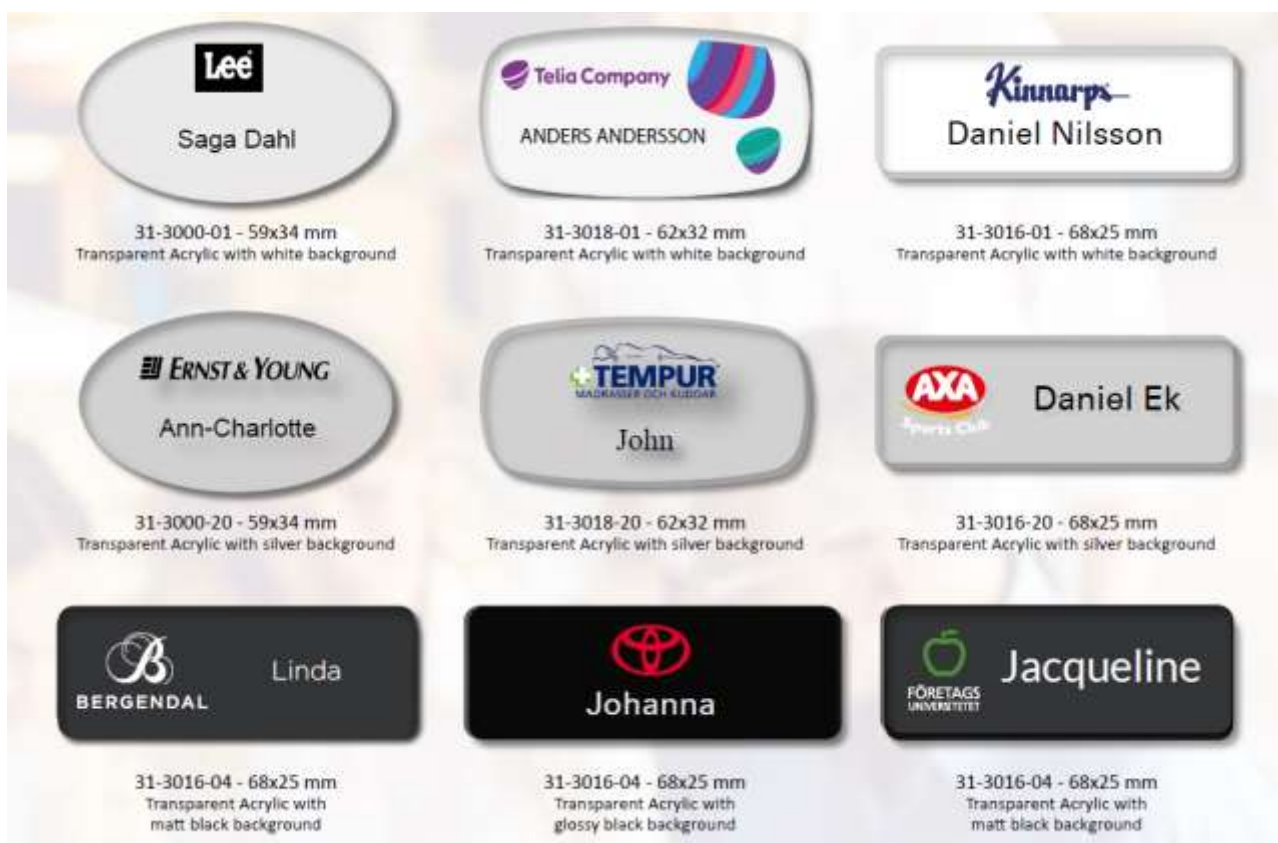 Lee
Saga Dahl
31-3000-01 - 59x34 mm
Transparent Acrylic with white background
Telia Company
ANDERS ANDERSSON
31-3018-01 - 62x32 mm
Transparent Acrylic with white background
Kinnarps
Daniel Nilsson
31-3016-01 - 68x25 mm
Transparent Acrylic with white background
ERNST & YOUNG
Ann-Charlotte
31-3000-20 - 59x34 mm
Transparent Acrylic with silver background
TEMPUR
MADRASSER OCH KUDDAR
John
31-3018-20 - 62x32 mm
Transparent Acrylic with silver background
AXA
Sports Club
Daniel Ek
31-3016-20 - 68x25 mm
Transparent Acrylic with silver background
B
BERGENDAL
Linda
31-3016-04 - 68x25 mm
Transparent Acrylic with
matt black background
Johanna
31-3016-04 - 68x25 mm
Transparent Acrylic with
glossy black background
FÖRETAGS
UNIVERSITETET
Jacqueline
31-3016-04 - 68x25 mm
Transparent Acrylic with
matt black background